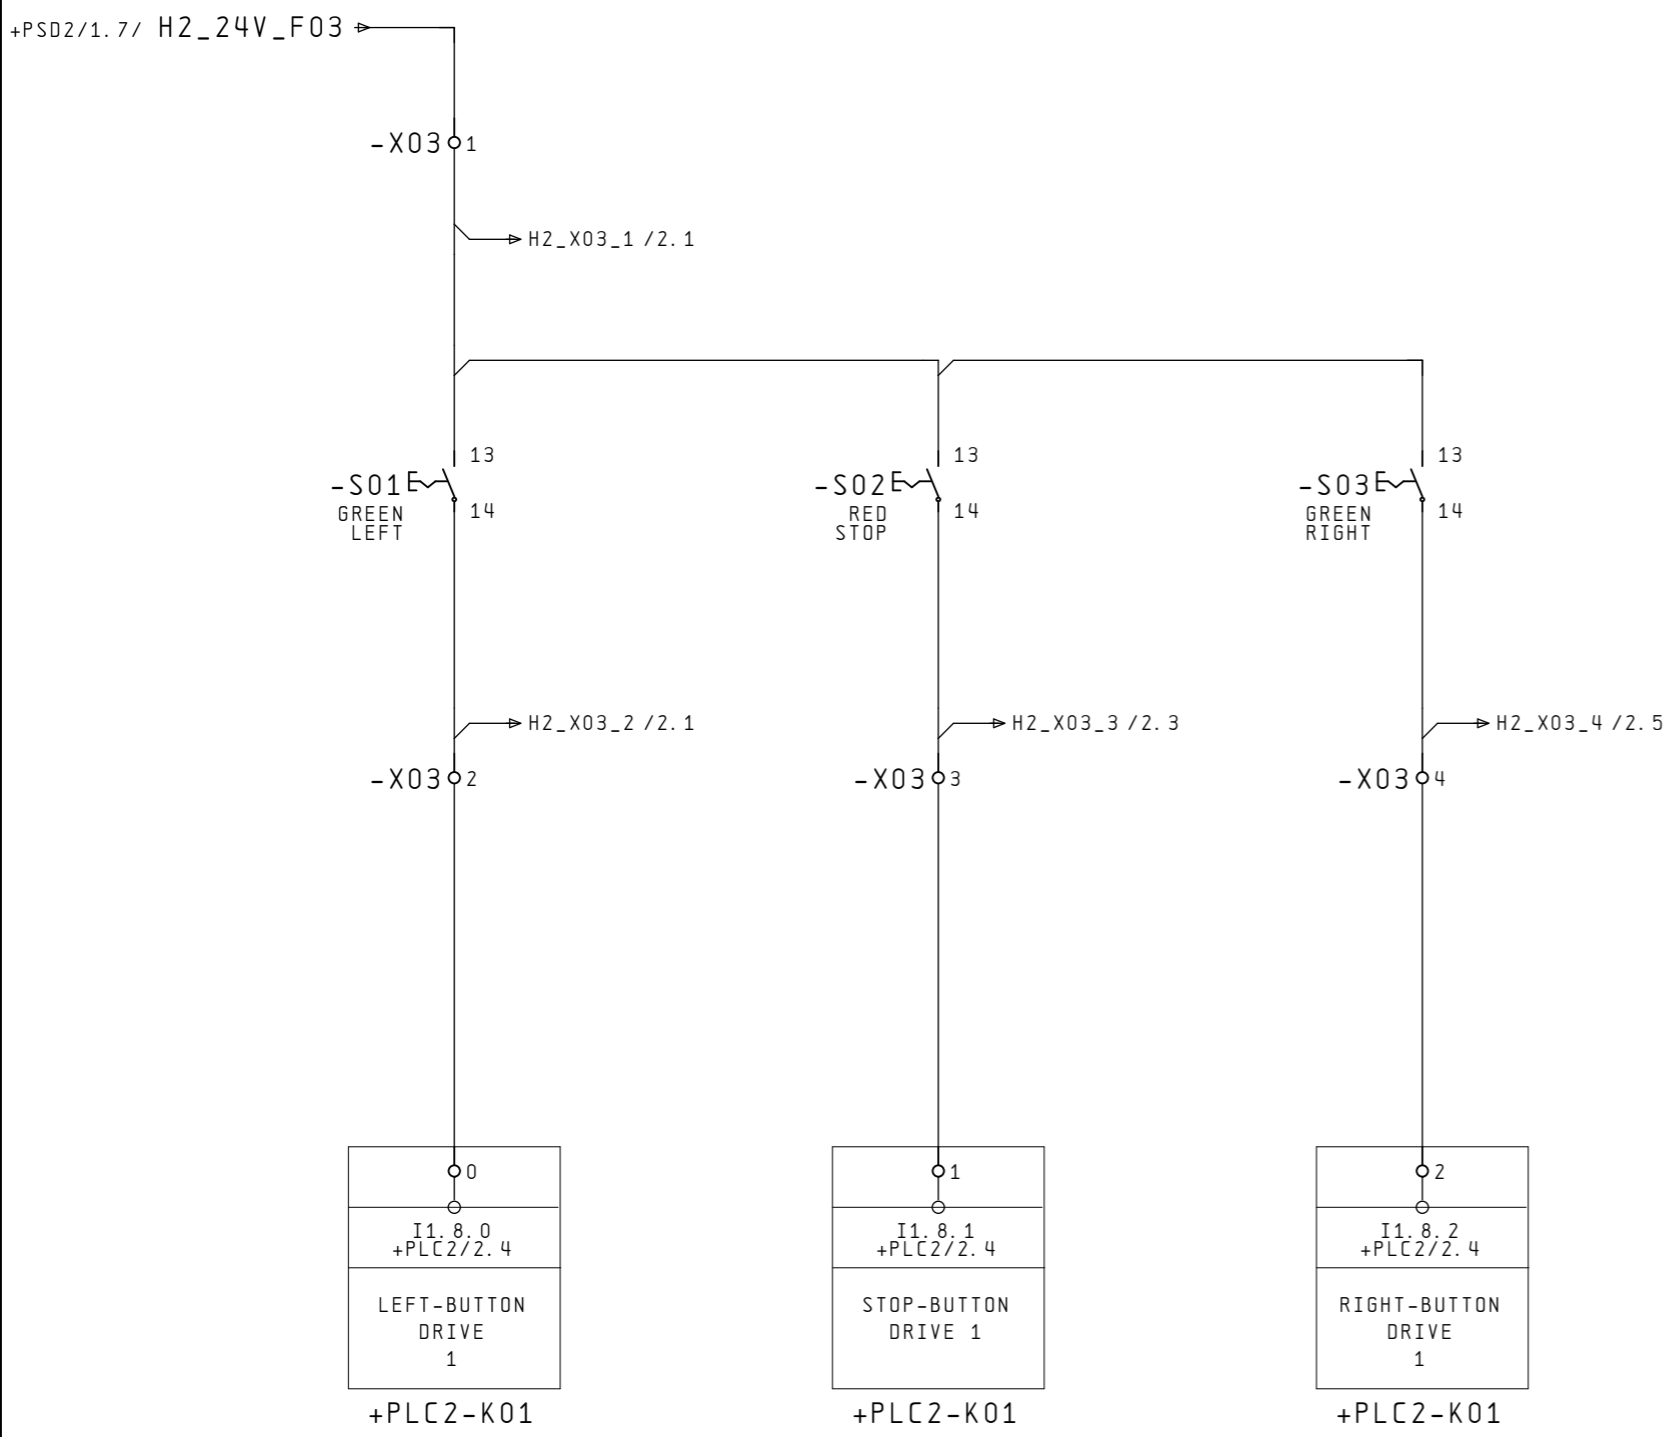 +PSD2/1.7/ H2_24V_F03
-X03 1
H2_X03_1 /2.1
13 13 13
-S01 -S02 -S03
14 14 14
GREEN RED GREEN
LEFT STOP RIGHT
H2_X03_2 /2.1 H2_X03_3 /2.3 H2_X03_4 /2.5
-X03 2 -X03 3 -X03 4
0 1 2
I1.8.0 I1.8.1 I1.8.2
+PLC2/2.4 +PLC2/2.4 +PLC2/2.4
LEFT-BUTTON STOP-BUTTON RIGHT-BUTTON
DRIVE DRIVE 1 DRIVE
1 1
+PLC2-K01 +PLC2-K01 +PLC2-K01